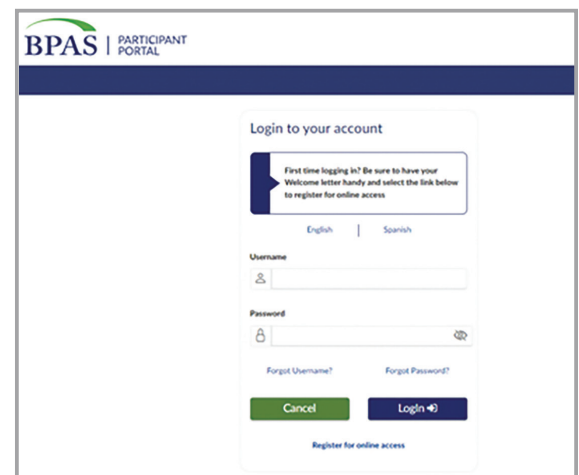 BPAS | PARTICIPANT
PORTAL
Login to your account
First time logging in? Be sure to have your
Welcome letter handy and select the link below
to register for online access
English | Spanish
Username
Password
Forgot Username? Forgot Password?
Cancel LogIn
Register for online access